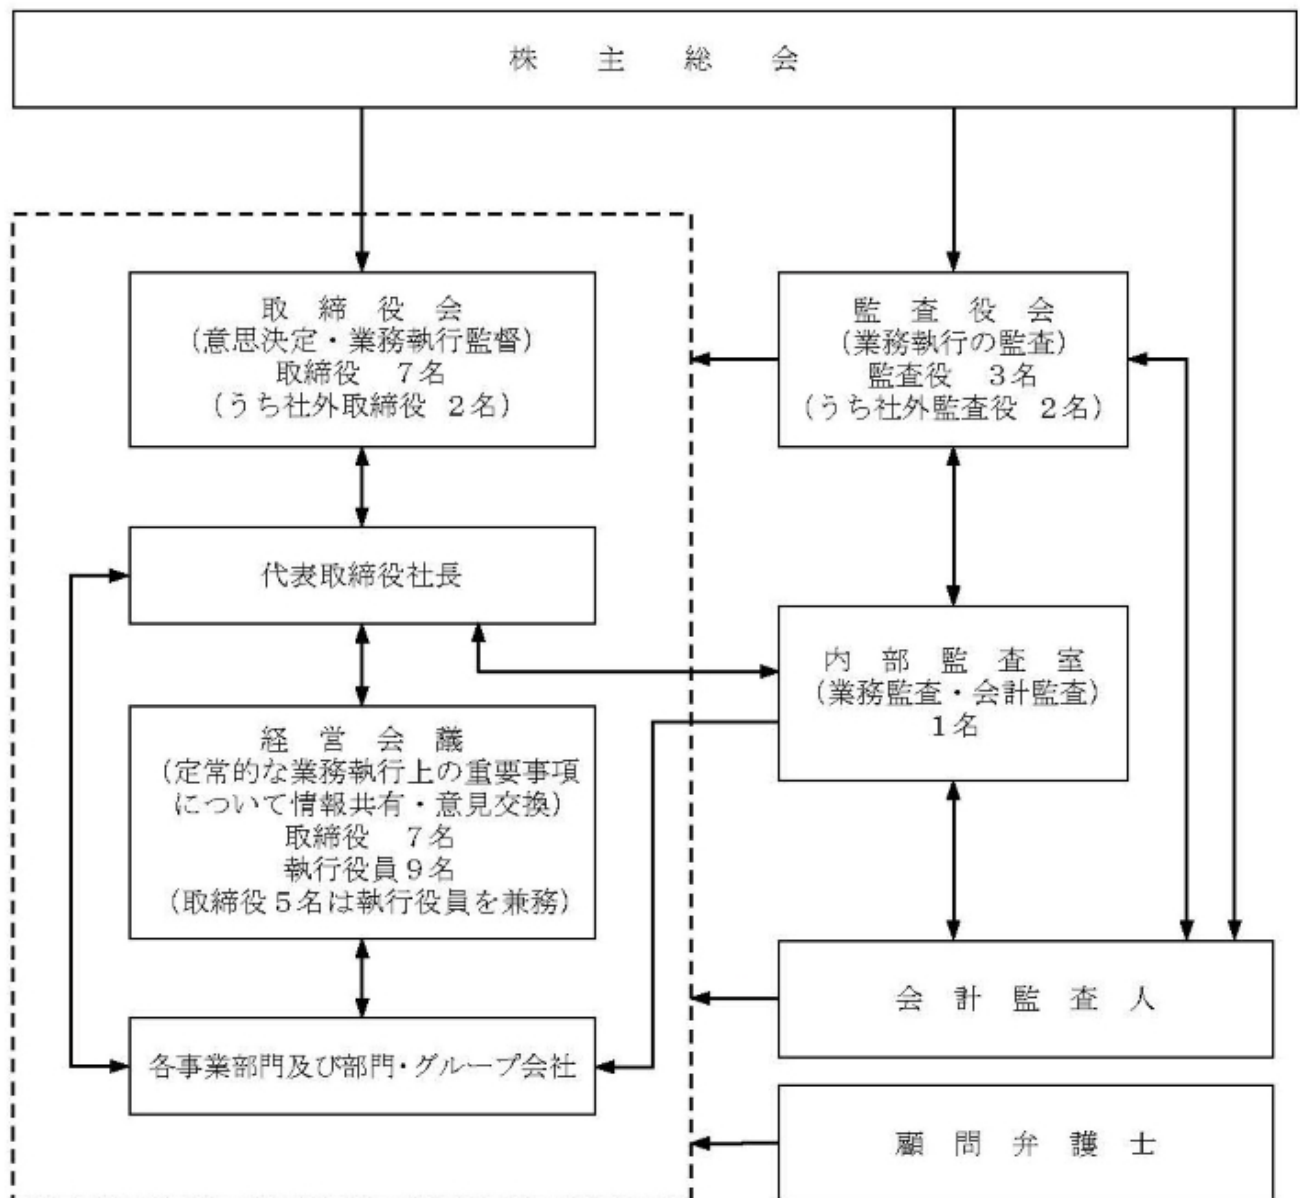 株主総会
取締役会
(意思決定・業務執行監督)
取締役 7名
(うち社外取締役 2名)
監査役会
(業務執行の監査)
監査役 3名
(うち社外監査役 2名)
代表取締役社長
内部監査室
(業務監査・会計監査)
1名
経営会議
(定常的な業務執行上の重要事項
について情報共有・意見交換)
取締役 7名
執行役員9名
(取締役5名は執行役員を兼務)
会計監査人
各事業部門及び部門・グループ会社
顧問弁護士